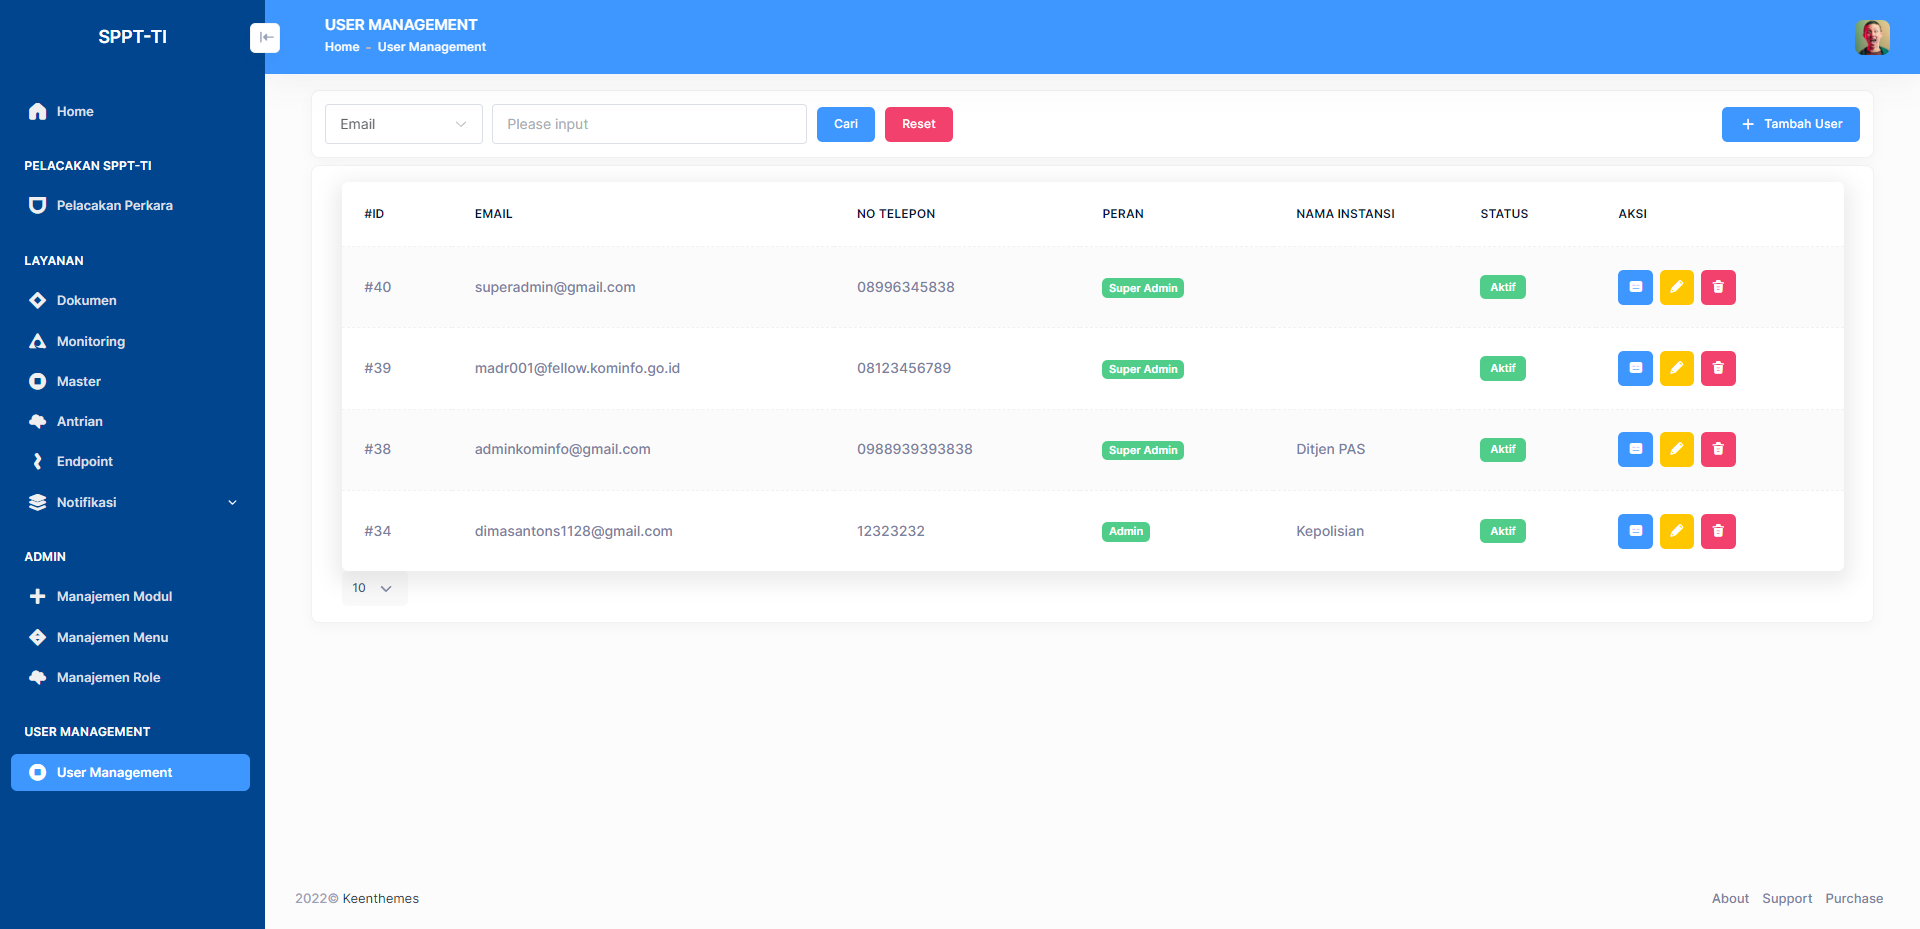 SPPT-TI
Home
PELACAKAN SPPT-TI
Pelacakan Perkara
LAYANAN
Dokumen
Monitoring
Master
Antrian
Endpoint
Notifikasi
ADMIN
Manajemen Modul
Manajemen Menu
Manajemen Role
USER MANAGEMENT
User Management
USER MANAGEMENT
Home - User Management
Email
Please input
Cari
Reset
+ Tambah User
#ID EMAIL NO TELEPON PERAN NAMA INSTANSI STATUS AKSI
#40 superadmin@gmail.com 08996345838 Super Admin Aktif
#39 madr001@fellow.kominfo.go.id 08123456789 Super Admin Aktif
#38 adminkominfo@gmail.com 0988939393838 Super Admin Ditjen PAS Aktif
#34 dimasantons1128@gmail.com 12323232 Admin Kepolisian Aktif
10
2022© Keenthemes
About Support Purchase